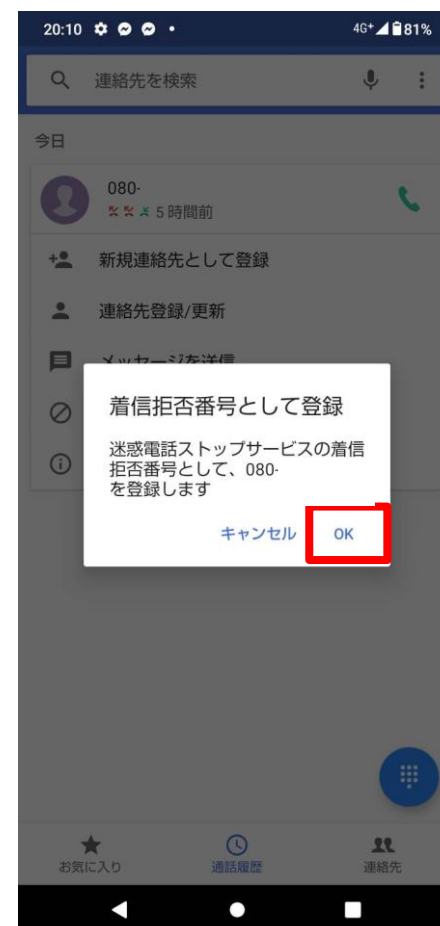 20:10
4G+ 81%
連絡先を検索
今日
080-
5 時間前
新規連絡先として登録
連絡先登録/更新
メッセージを送信
着信拒否番号として登録
迷惑電話ストップサービスの着信
拒否番号として、080-
を登録します
キャンセル OK
お気に入り 通話履歴 連絡先